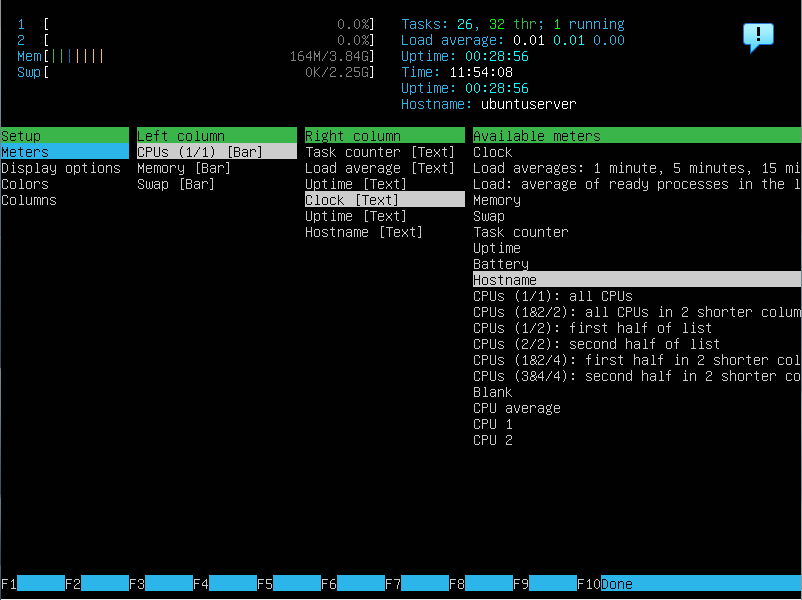 1 [ 0.0%] Tasks: 26, 32 thr; 1 running
2 [ 0.0%] Load average: 0.01 0.01 0.00
Mem[||||||| 164M/3.84G] Uptime: 00:28:56
Swp[ 0K/2.25G] Time: 11:54:08
Uptime: 00:28:56
Hostname: ubuntuserver
Setup Left column Right column Available meters
Meters CPUs (1/1) [Bar] Task counter [Text] Clock
Display options Memory [Bar] Load average [Text] Load averages: 1 minute, 5 minutes, 15 mi
Colors Swap [Bar] Uptime [Text] Load: average of ready processes in the l
Columns Clock [Text] Memory
Uptime [Text] Swap
Hostname [Text] Task counter
Uptime
Battery
Hostname
CPUs (1/1): all CPUs
CPUs (1&2/2): all CPUs in 2 shorter colum
CPUs (1/2): first half of list
CPUs (2/2): second half of list
CPUs (1&2/4): first half in 2 shorter col
CPUs (3&4/4): second half in 2 shorter co
Blank
CPU average
CPU 1
CPU 2
F1 F2 F3 F4 F5 F6 F7 F8 F9 F10Done